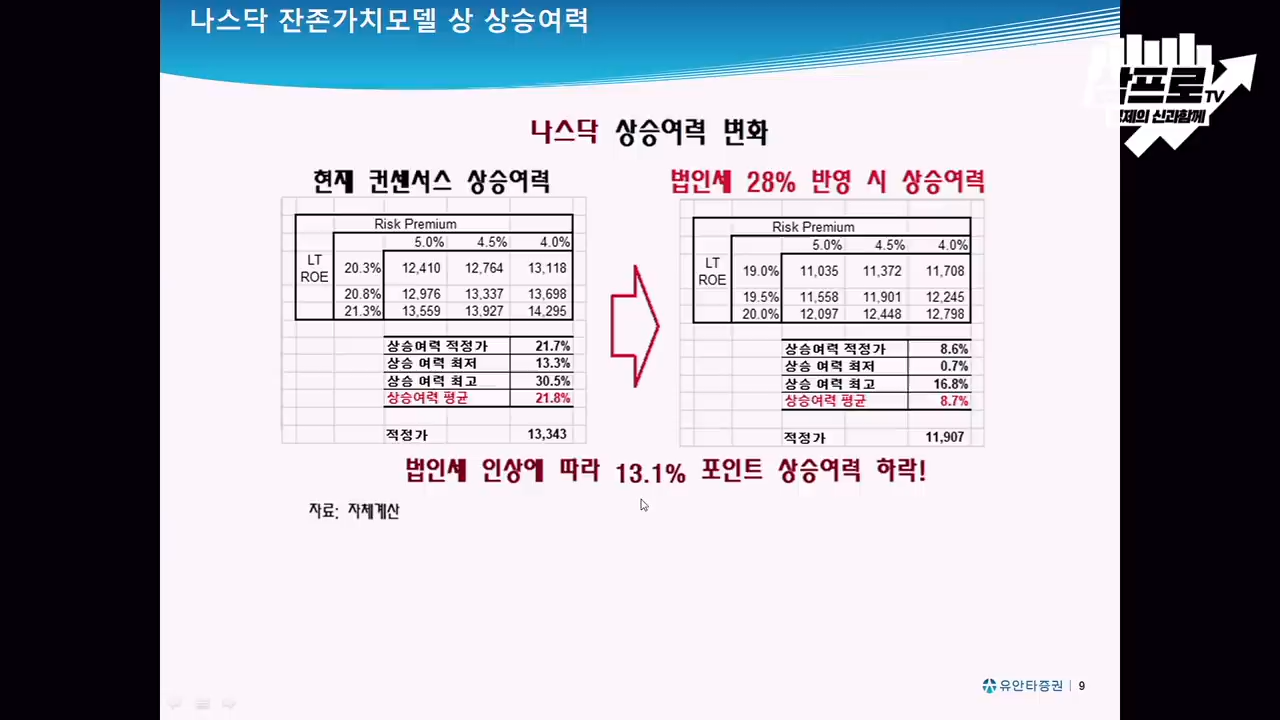 나스닥 잔존가치모델 상 상승여력
프로TV
제의 신과함께
나스닥 상승여력 변화
현재 컨센서스 상승여력
Risk Premium
5.0% 4.5% 4.0%
LT ROE
20.3% 12,410 12,764 13,118
20.8% 12,976 13,337 13,698
21.3% 13,559 13,927 14,295
상승여력 적정가 21.7%
상승 여력 최저 13.3%
상승 여력 최고 30.5%
상승여력 평균 21.8%
적정가 13,343
법인세 28% 반영 시 상승여력
Risk Premium
5.0% 4.5% 4.0%
LT ROE
19.0% 11,035 11,372 11,708
19.5% 11,558 11,901 12,245
20.0% 12,097 12,448 12,798
상승여력 적정가 8.6%
상승 여력 최저 0.7%
상승 여력 최고 16.8%
상승여력 평균 8.7%
적정가 11,907
법인세 인상에 따라 13.1% 포인트 상승여력 하락!
자료: 자체계산
유안타증권 | 9